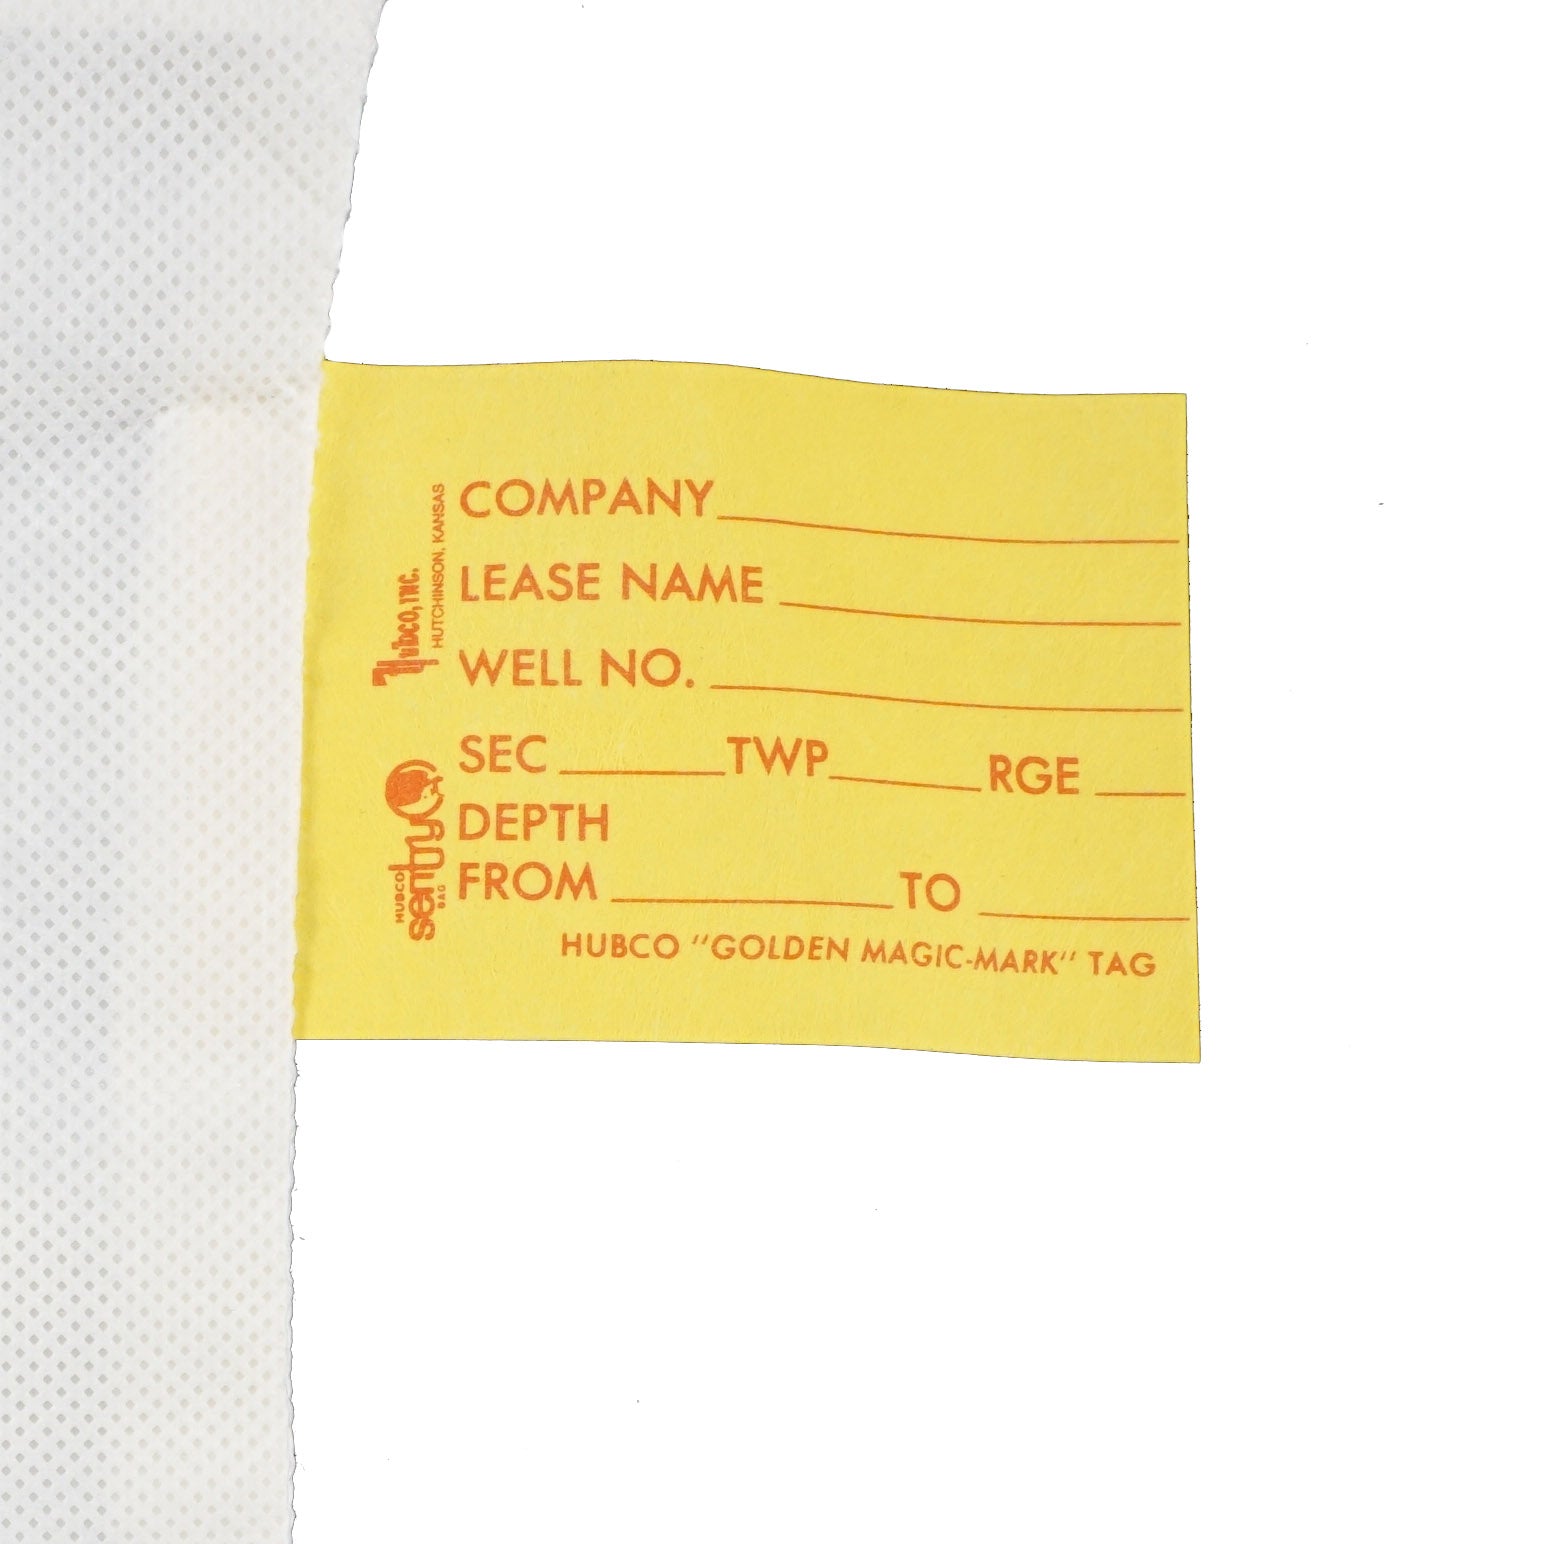 COMPANY
LEASE NAME
WELL NO.
SEC TWP RGE
DEPTH
FROM TO
HUBCO "GOLDEN MAGIC-MARK" TAG
Hubco, INC.
HUTCHINSON, KANSAS
HUBCO
sentry
BAG